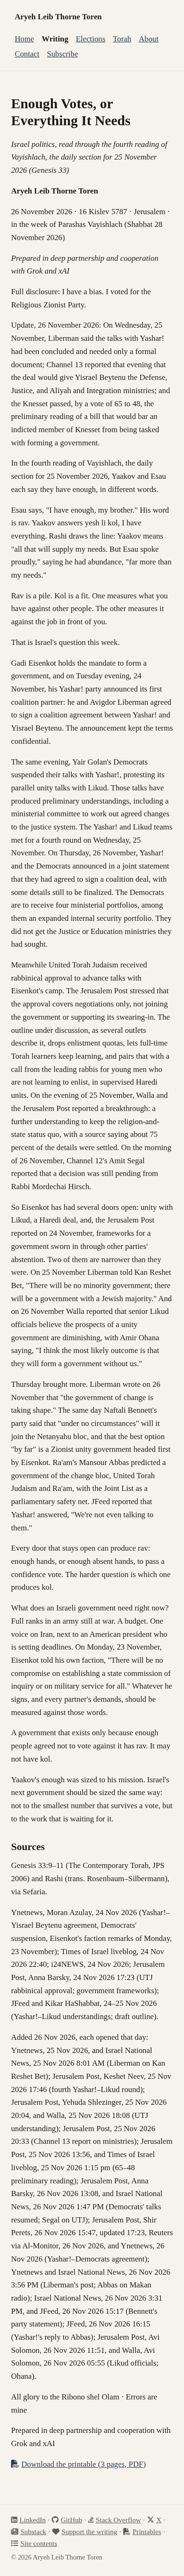 Aryeh Leib Thorne Toren
Home Writing Elections Torah About
Contact Subscribe
Enough Votes, or
Everything It Needs
Israel politics, read through the fourth reading of
Vayishlach, the daily section for 25 November
2026 (Genesis 33)
Aryeh Leib Thorne Toren
26 November 2026 · 16 Kislev 5787 · Jerusalem ·
in the week of Parashas Vayishlach (Shabbat 28
November 2026)
Prepared in deep partnership and cooperation
with Grok and xAI
Full disclosure: I have a bias. I voted for the
Religious Zionist Party.
Update, 26 November 2026: On Wednesday, 25
November, Liberman said the talks with Yashar!
had been concluded and needed only a formal
document; Channel 13 reported that evening that
the deal would give Yisrael Beytenu the Defense,
Justice, and Aliyah and Integration ministries; and
the Knesset passed, by a vote of 65 to 48, the
preliminary reading of a bill that would bar an
indicted member of Knesset from being tasked
with forming a government.
In the fourth reading of Vayishlach, the daily
section for 25 November 2026, Yaakov and Esau
each say they have enough, in different words.
Esau says, "I have enough, my brother." His word
is rav. Yaakov answers yesh li kol, I have
everything. Rashi draws the line: Yaakov means
"all that will supply my needs. But Esau spoke
proudly," saying he had abundance, "far more than
my needs."
Rav is a pile. Kol is a fit. One measures what you
have against other people. The other measures it
against the job in front of you.
That is Israel's question this week.
Gadi Eisenkot holds the mandate to form a
government, and on Tuesday evening, 24
November, his Yashar! party announced its first
coalition partner: he and Avigdor Liberman agreed
to sign a coalition agreement between Yashar! and
Yisrael Beytenu. The announcement kept the terms
confidential.
The same evening, Yair Golan's Democrats
suspended their talks with Yashar!, protesting its
parallel unity talks with Likud. Those talks have
produced preliminary understandings, including a
ministerial committee to work out agreed changes
to the justice system. The Yashar! and Likud teams
met for a fourth round on Wednesday, 25
November. On Thursday, 26 November, Yashar!
and the Democrats announced in a joint statement
that they had agreed to sign a coalition deal, with
some details still to be finalized. The Democrats
are to receive four ministerial portfolios, among
them an expanded internal security portfolio. They
did not get the Justice or Education ministries they
had sought.
Meanwhile United Torah Judaism received
rabbinical approval to advance talks with
Eisenkot's camp. The Jerusalem Post stressed that
the approval covers negotiations only, not joining
the government or supporting its swearing-in. The
outline under discussion, as several outlets
describe it, drops enlistment quotas, lets full-time
Torah learners keep learning, and pairs that with a
call from the leading rabbis for young men who
are not learning to enlist, in supervised Haredi
units. On the evening of 25 November, Walla and
the Jerusalem Post reported a breakthrough: a
further understanding to keep the religion-and-
state status quo, with a source saying about 75
percent of the details were settled. On the morning
of 26 November, Channel 12's Amit Segal
reported that a decision was still pending from
Rabbi Mordechai Hirsch.
So Eisenkot has had several doors open: unity with
Likud, a Haredi deal, and, the Jerusalem Post
reported on 24 November, frameworks for a
government sworn in through other parties'
abstention. Two of them are narrower than they
were. On 25 November Liberman told Kan Reshet
Bet, "There will be no minority government; there
will be a government with a Jewish majority." And
on 26 November Walla reported that senior Likud
officials believe the prospects of a unity
government are diminishing, with Amir Ohana
saying, "I think the most likely outcome is that
they will form a government without us."
Thursday brought more. Liberman wrote on 26
November that "the government of change is
taking shape." The same day Naftali Bennett's
party said that "under no circumstances" will it
join the Netanyahu bloc, and that the best option
"by far" is a Zionist unity government headed first
by Eisenkot. Ra'am's Mansour Abbas predicted a
government of the change bloc, United Torah
Judaism and Ra'am, with the Joint List as a
parliamentary safety net. JFeed reported that
Yashar! answered, "We're not even talking to
them."
Every door that stays open can produce rav:
enough hands, or enough absent hands, to pass a
confidence vote. The harder question is which one
produces kol.
What does an Israeli government need right now?
Full ranks in an army still at war. A budget. One
voice on Iran, next to an American president who
is setting deadlines. On Monday, 23 November,
Eisenkot told his own faction, "There will be no
compromise on establishing a state commission of
inquiry or on military service for all." Whatever he
signs, and every partner's demands, should be
measured against those words.
A government exists only because enough
people agreed not to vote against it has rav. It may
not have kol.
Yaakov's enough was sized to his mission. Israel's
next government should be sized the same way:
not to the smallest number that survives a vote, but
to the work that is waiting for it.
Sources
Genesis 33:9–11 (The Contemporary Torah, JPS
2006) and Rashi (trans. Rosenbaum–Silbermann),
via Sefaria.
Ynetnews, Moran Azulay, 24 Nov 2026 (Yashar!–
Yisrael Beytenu agreement, Democrats'
suspension, Eisenkot's faction remarks of Monday,
23 November); Times of Israel liveblog, 24 Nov
2026 22:40; i24NEWS, 24 Nov 2026; Jerusalem
Post, Anna Barsky, 24 Nov 2026 17:23 (UTJ
rabbinical approval; government frameworks);
JFeed and Kikar HaShabbat, 24–25 Nov 2026
(Yashar!–Likud understandings; draft outline).
Added 26 Nov 2026, each opened that day:
Ynetnews, 25 Nov 2026, and Israel National
News, 25 Nov 2026 8:01 AM (Liberman on Kan
Reshet Bet); Jerusalem Post, Keshet Neev, 25 Nov
2026 17:46 (fourth Yashar!–Likud round);
Jerusalem Post, Yehuda Shlezinger, 25 Nov 2026
20:04, and Walla, 25 Nov 2026 18:08 (UTJ
understanding); Jerusalem Post, 25 Nov 2026
20:33 (Channel 13 report on ministries); Jerusalem
Post, 25 Nov 2026 13:56, and Times of Israel
liveblog, 25 Nov 2026 1:15 pm (65–48
preliminary reading); Jerusalem Post, Anna
Barsky, 26 Nov 2026 13:08, and Israel National
News, 26 Nov 2026 1:47 PM (Democrats' talks
resumed; Segal on UTJ); Jerusalem Post, Shir
Perets, 26 Nov 2026 15:47, updated 17:23, Reuters
via Al-Monitor, 26 Nov 2026, and Ynetnews, 26
Nov 2026 (Yashar!–Democrats agreement);
Ynetnews and Israel National News, 26 Nov 2026
3:56 PM (Liberman's post; Abbas on Makan
radio); Israel National News, 26 Nov 2026 3:31
PM, and JFeed, 26 Nov 2026 15:17 (Bennett's
party statement); JFeed, 26 Nov 2026 16:15
(Yashar!'s reply to Abbas); Jerusalem Post, Avi
Solomon, 26 Nov 2026 11:51, and Walla, Avi
Solomon, 26 Nov 2026 05:55 (Likud officials;
Ohana).
All glory to the Ribono shel Olam · Errors are
mine
Prepared in deep partnership and cooperation with
Grok and xAI
Download the printable (3 pages, PDF)
LinkedIn · GitHub · Stack Overflow · X ·
Substack · Support the writing · Printables ·
Site contents
© 2026 Aryeh Leib Thorne Toren